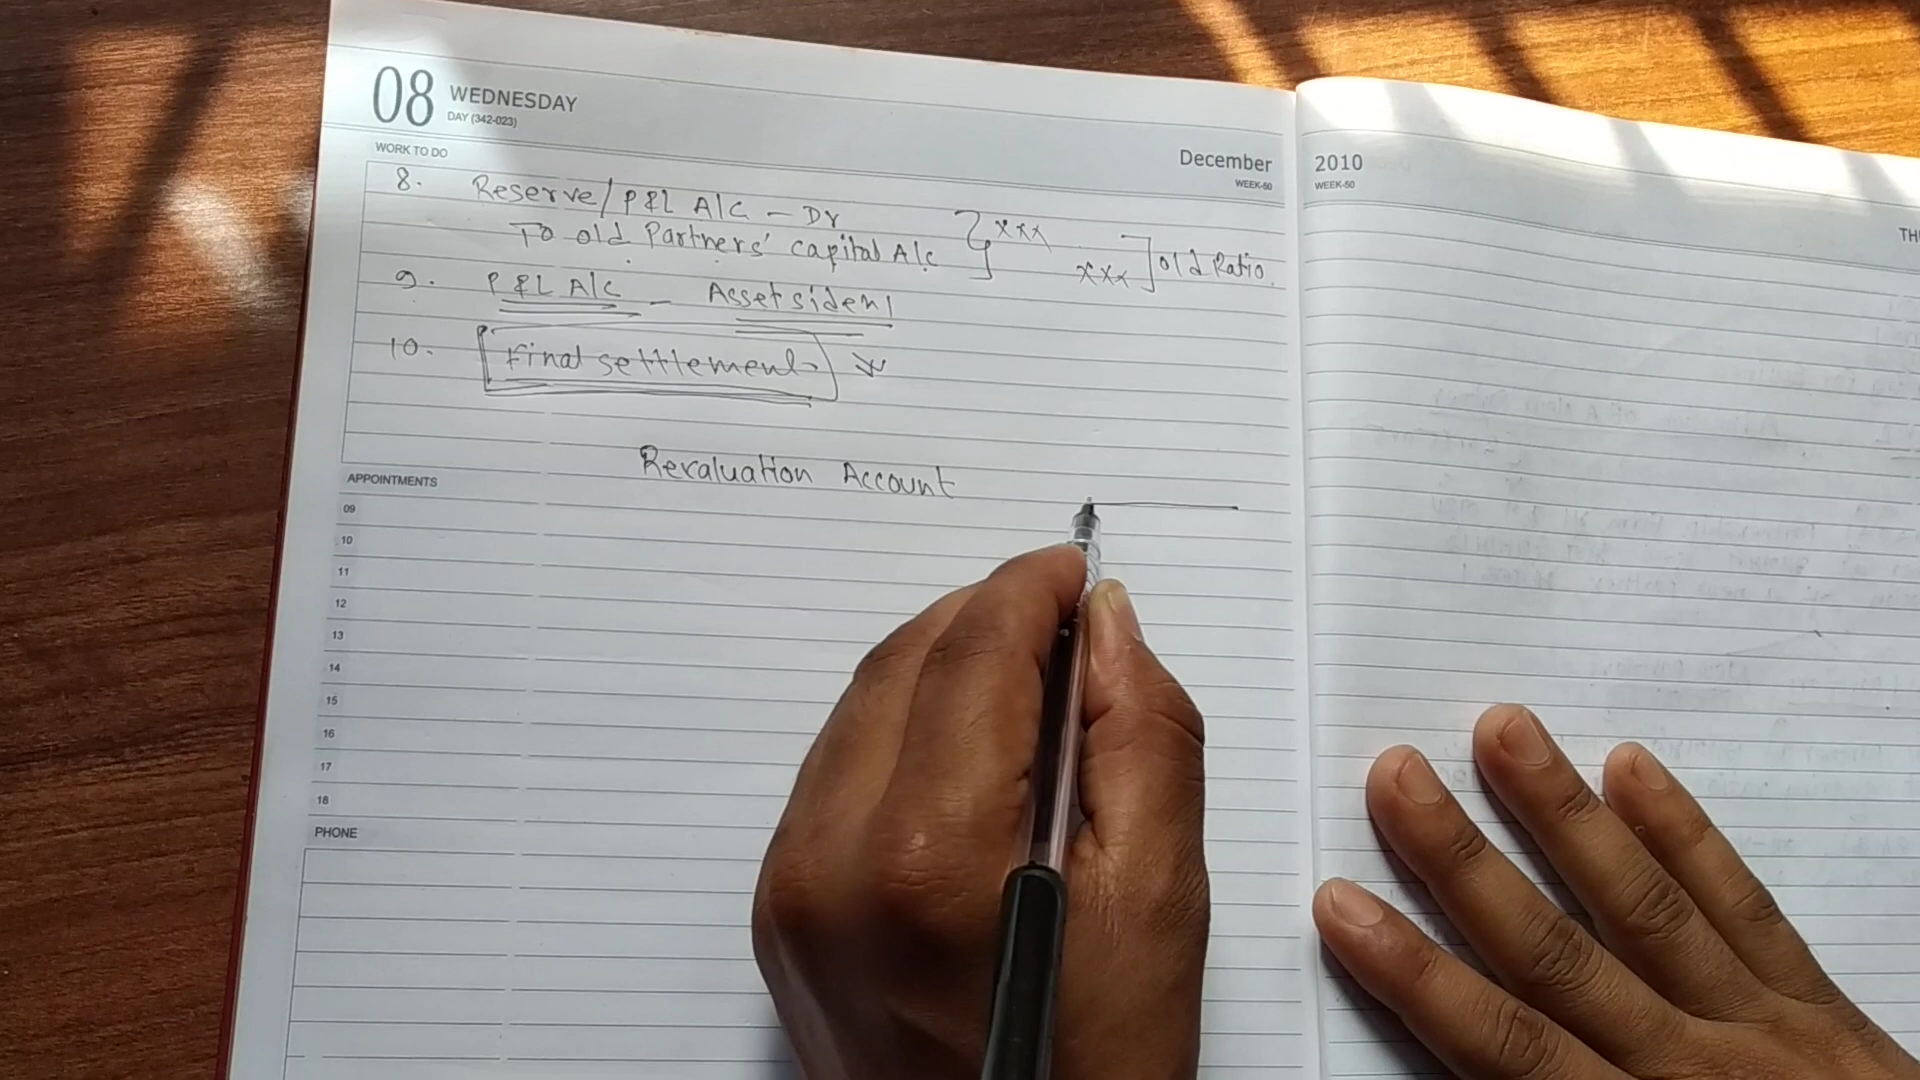 08 WEDNESDAY
DAY (342-023)
December
WEEK-50
WORK TO DO
8. Reserve/P&L A/C - Dr xxx
To old Partners' capital A/c xxx old Ratio.
9. P&L A/c - Asset side
10. Final settlement
Revaluation Account
APPOINTMENTS
09
10
11
12
13
14
15
16
17
18
PHONE
2010
WEEK-50
TH